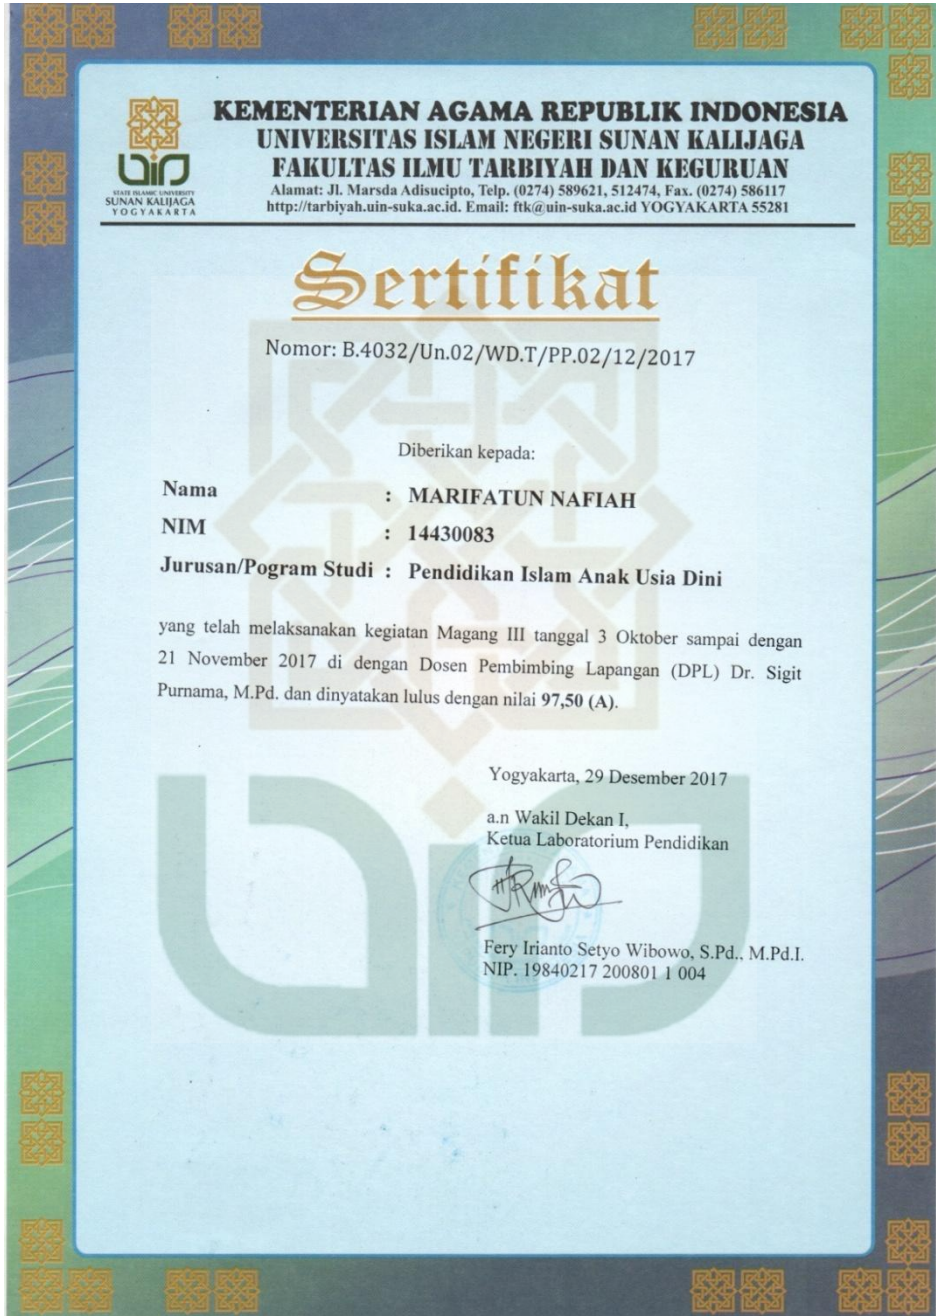 KEMENTERIAN AGAMA REPUBLIK INDONESIA
UNIVERSITAS ISLAM NEGERI SUNAN KALIJAGA
FAKULTAS ILMU TARBIYAH DAN KEGURUAN
Alamat: Jl. Marsda Adisucipto, Telp. (0274) 589621, 512474, Fax. (0274) 586117
http://tarbiyah.uin-suka.ac.id. Email: ftk@uin-suka.ac.id YOGYAKARTA 55281
uin
STATE ISLAMIC UNIVERSITY
SUNAN KALIJAGA
YOGYAKARTA
Sertifikat
Nomor: B.4032/Un.02/WD.T/PP.02/12/2017
Diberikan kepada:
Nama : MARIFATUN NAFIAH
NIM : 14430083
Jurusan/Pogram Studi : Pendidikan Islam Anak Usia Dini
yang telah melaksanakan kegiatan Magang III tanggal 3 Oktober sampai dengan
21 November 2017 di dengan Dosen Pembimbing Lapangan (DPL) Dr. Sigit
Purnama, M.Pd. dan dinyatakan lulus dengan nilai 97,50 (A).
Yogyakarta, 29 Desember 2017
a.n Wakil Dekan I,
Ketua Laboratorium Pendidikan
Fery Irianto Setyo Wibowo, S.Pd., M.Pd.I.
NIP. 19840217 200801 1 004
uin